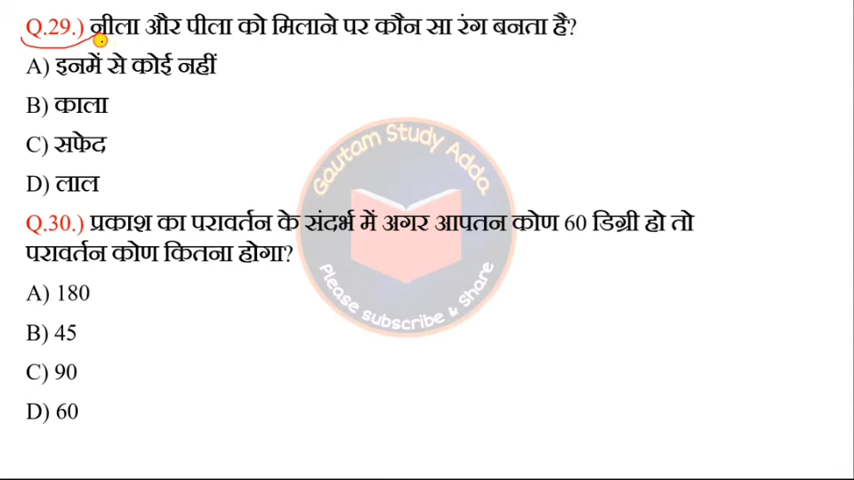 Q.29.) नीला और पीला को मिलाने पर कौन सा रंग बनता है?
A) इनमें से कोई नहीं
B) काला
C) सफेद
D) लाल
Q.30.) प्रकाश का परावर्तन के संदर्भ में अगर आपतन कोण 60 डिग्री हो तो
परावर्तन कोण कितना होगा?
A) 180
B) 45
C) 90
D) 60
Gautam Study Adda
Please subscribe & Share